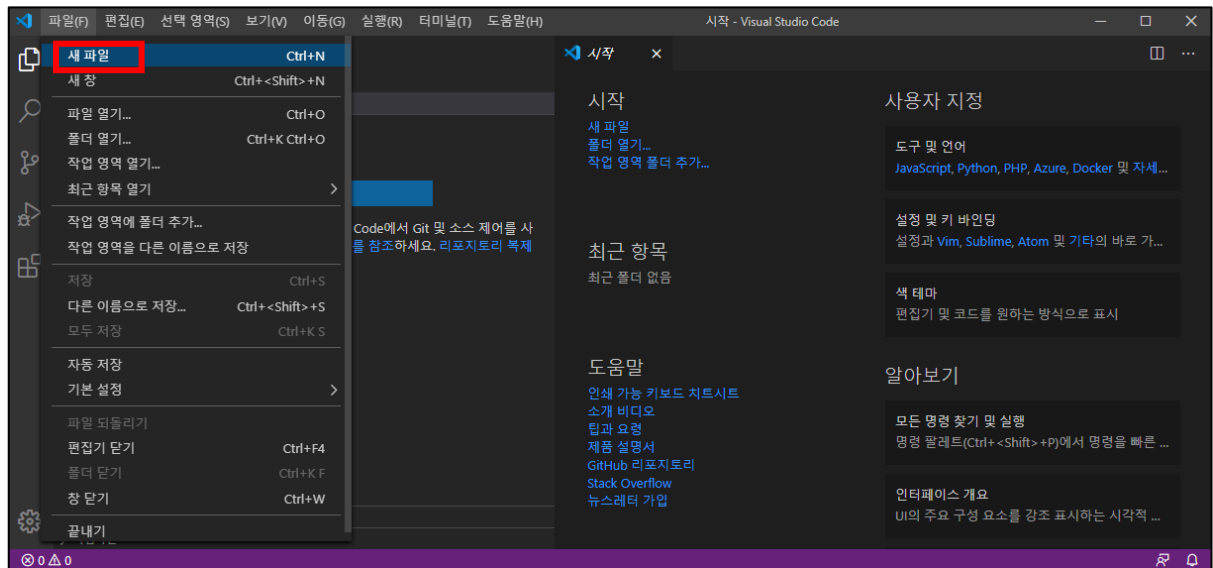 파일(F) 편집(E) 선택 영역(S) 보기(V) 이동(G) 실행(R) 터미널(T) 도움말(H) 시작 - Visual Studio Code
새 파일 Ctrl+N
새 창 Ctrl+<Shift>+N
파일 열기... Ctrl+O
폴더 열기... Ctrl+K Ctrl+O
작업 영역 열기...
최근 항목 열기
작업 영역에 폴더 추가...
작업 영역을 다른 이름으로 저장
저장 Ctrl+S
다른 이름으로 저장... Ctrl+<Shift>+S
모두 저장 Ctrl+K S
자동 저장
기본 설정
파일 되돌리기
편집기 닫기 Ctrl+F4
폴더 닫기 Ctrl+K F
창 닫기 Ctrl+W
끝내기
Code에서 Git 및 소스 제어를 사
를 참조하세요. 리포지토리 복제
시작
시작
새 파일
폴더 열기...
작업 영역 폴더 추가...
최근 항목
최근 폴더 없음
도움말
인쇄 가능 키보드 치트시트
소개 비디오
팁과 요령
제품 설명서
GitHub 리포지토리
Stack Overflow
뉴스레터 가입
사용자 지정
도구 및 언어
JavaScript, Python, PHP, Azure, Docker 및 자세...
설정 및 키 바인딩
설정과 Vim, Sublime, Atom 및 기타의 바로 가...
색 테마
편집기 및 코드를 원하는 방식으로 표시
알아보기
모든 명령 찾기 및 실행
명령 팔레트(Ctrl+<Shift>+P)에서 명령을 빠른 ...
인터페이스 개요
UI의 주요 구성 요소를 강조 표시하는 시각적 ...
0 0